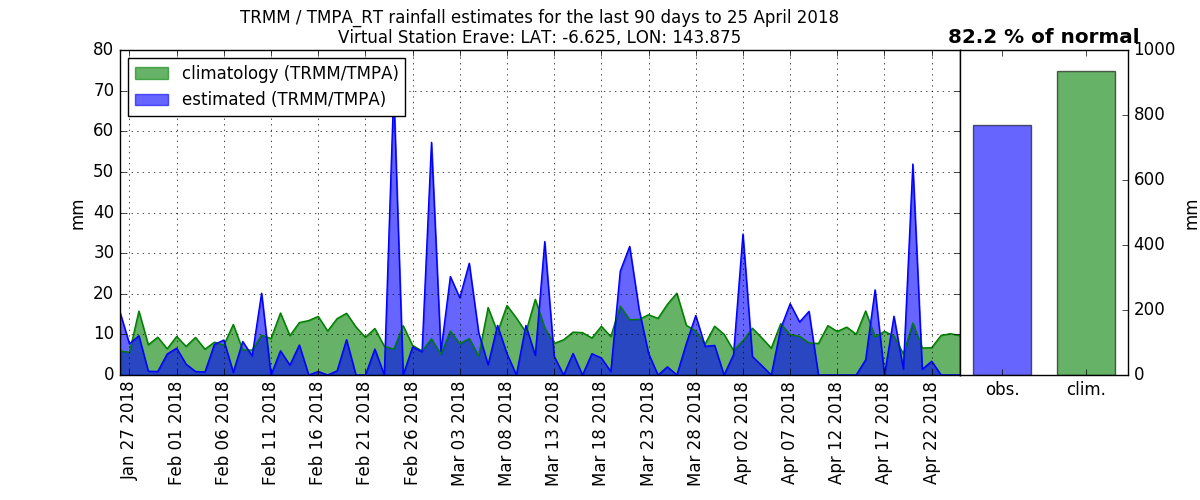 TRMM / TMPA_RT rainfall estimates for the last 90 days to 25 April 2018
Virtual Station Erave: LAT: -6.625, LON: 143.875
82.2 % of normal
climatology (TRMM/TMPA)
estimated (TRMM/TMPA)
80
70
60
50
40
30
20
10
0
mm
Jan 27 2018
Feb 01 2018
Feb 06 2018
Feb 11 2018
Feb 16 2018
Feb 21 2018
Feb 26 2018
Mar 03 2018
Mar 08 2018
Mar 13 2018
Mar 18 2018
Mar 23 2018
Mar 28 2018
Apr 02 2018
Apr 07 2018
Apr 12 2018
Apr 17 2018
Apr 22 2018
1000
800
600
400
200
0
mm
obs.
clim.